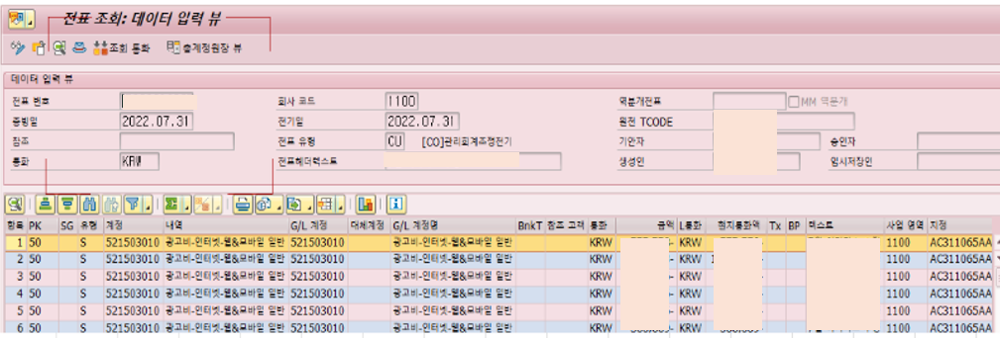 전표 조회: 데이터 입력 뷰
조회 통화 총계정원장 뷰
데이터 입력 뷰
전표 번호 회사 코드 1100 역분개전표 MM 역분개
증빙일 2022.07.31 전기일 2022.07.31 원전 TCODE
참조 전표 유형 CU [CO]관리회계조정전기 기안자 승인자
통화 KRW 전표헤더텍스트 생성인 임시저장인
항목 PK SG 유형 계정 내역 G/L 계정 대체계정 G/L 계정명 BnkT 참조 고객 통화 금액 L통화 현지통화액 Tx BP 텍스트 사업 영역 지정
1 50 S 521503010 광고비-인터넷-웹&모바일 일반 521503010 광고비-인터넷-웹&모바일 일반 KRW - KRW - 1100 AC311065AA
2 50 S 521503010 광고비-인터넷-웹&모바일 일반 521503010 광고비-인터넷-웹&모바일 일반 KRW - KRW - 1100 AC311065AA
3 50 S 521503010 광고비-인터넷-웹&모바일 일반 521503010 광고비-인터넷-웹&모바일 일반 KRW - KRW - 1100 AC311065AA
4 50 S 521503010 광고비-인터넷-웹&모바일 일반 521503010 광고비-인터넷-웹&모바일 일반 KRW - KRW - 1100 AC311065AA
5 50 S 521503010 광고비-인터넷-웹&모바일 일반 521503010 광고비-인터넷-웹&모바일 일반 KRW - KRW - 1100 AC311065AA
6 50 S 521503010 광고비-인터넷-웹&모바일 일반 521503010 광고비-인터넷-웹&모바일 일반 KRW - KRW - 1100 AC311065AA